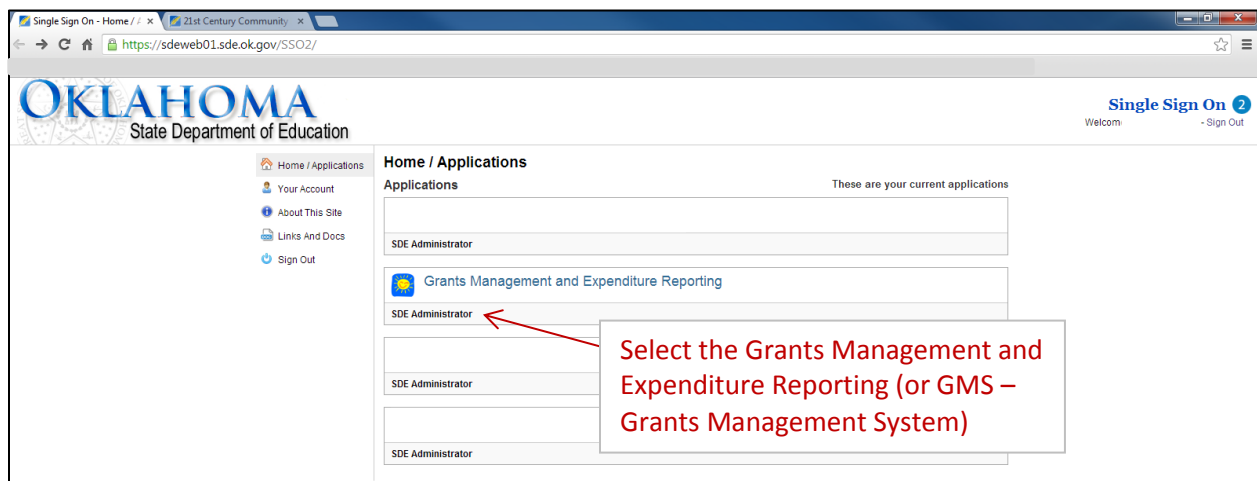 Single Sign On - Home / A
21st Century Community
https://sdeweb01.sde.ok.gov/SSO2/
OKLAHOMA
State Department of Education
Single Sign On 2
Welcom - Sign Out
Home / Applications
Your Account
About This Site
Links And Docs
Sign Out
Home / Applications
Applications
These are your current applications
SDE Administrator
Grants Management and Expenditure Reporting
SDE Administrator
Select the Grants Management and
Expenditure Reporting (or GMS –
Grants Management System)
SDE Administrator
SDE Administrator